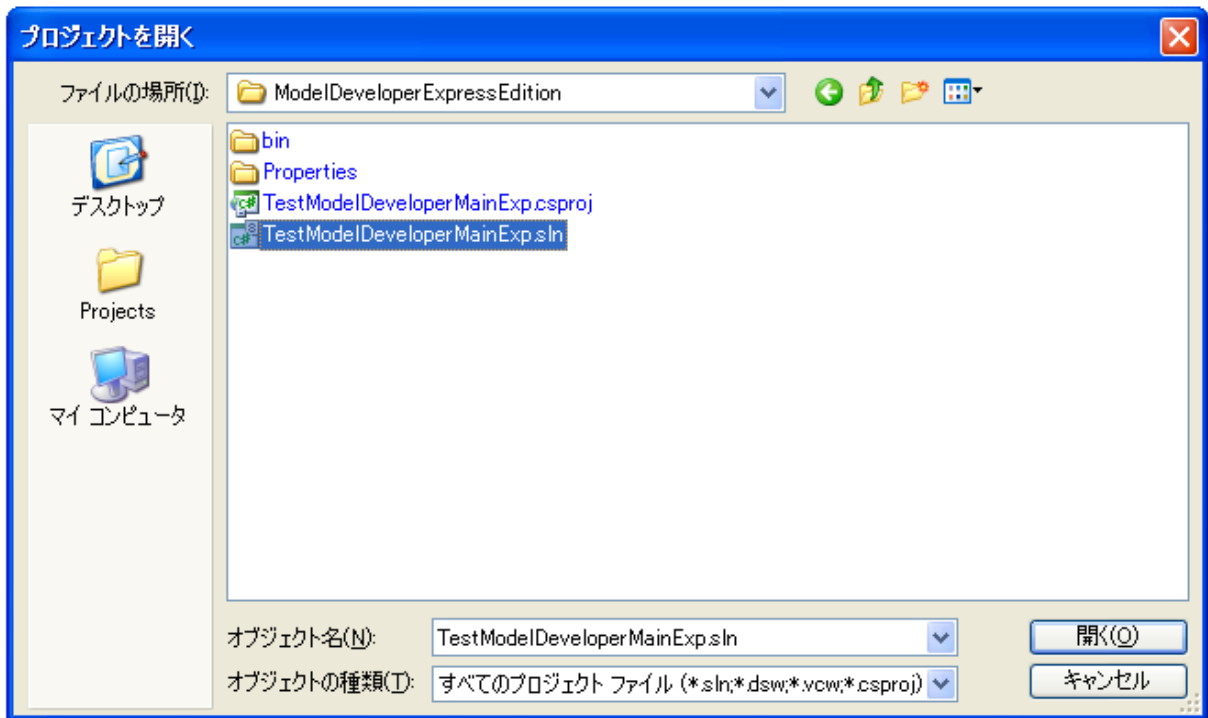 プロジェクトを開く
ファイルの場所(I):
ModelDeveloperExpressEdition
デスクトップ
Projects
マイ コンピュータ
bin
Properties
TestModelDeveloperMainExp.csproj
TestModelDeveloperMainExp.sln
オブジェクト名(N):
TestModelDeveloperMainExp.sln
開く(O)
オブジェクトの種類(T):
すべてのプロジェクト ファイル (*.sln;*.dsw;*.vcw;*.csproj)
キャンセル